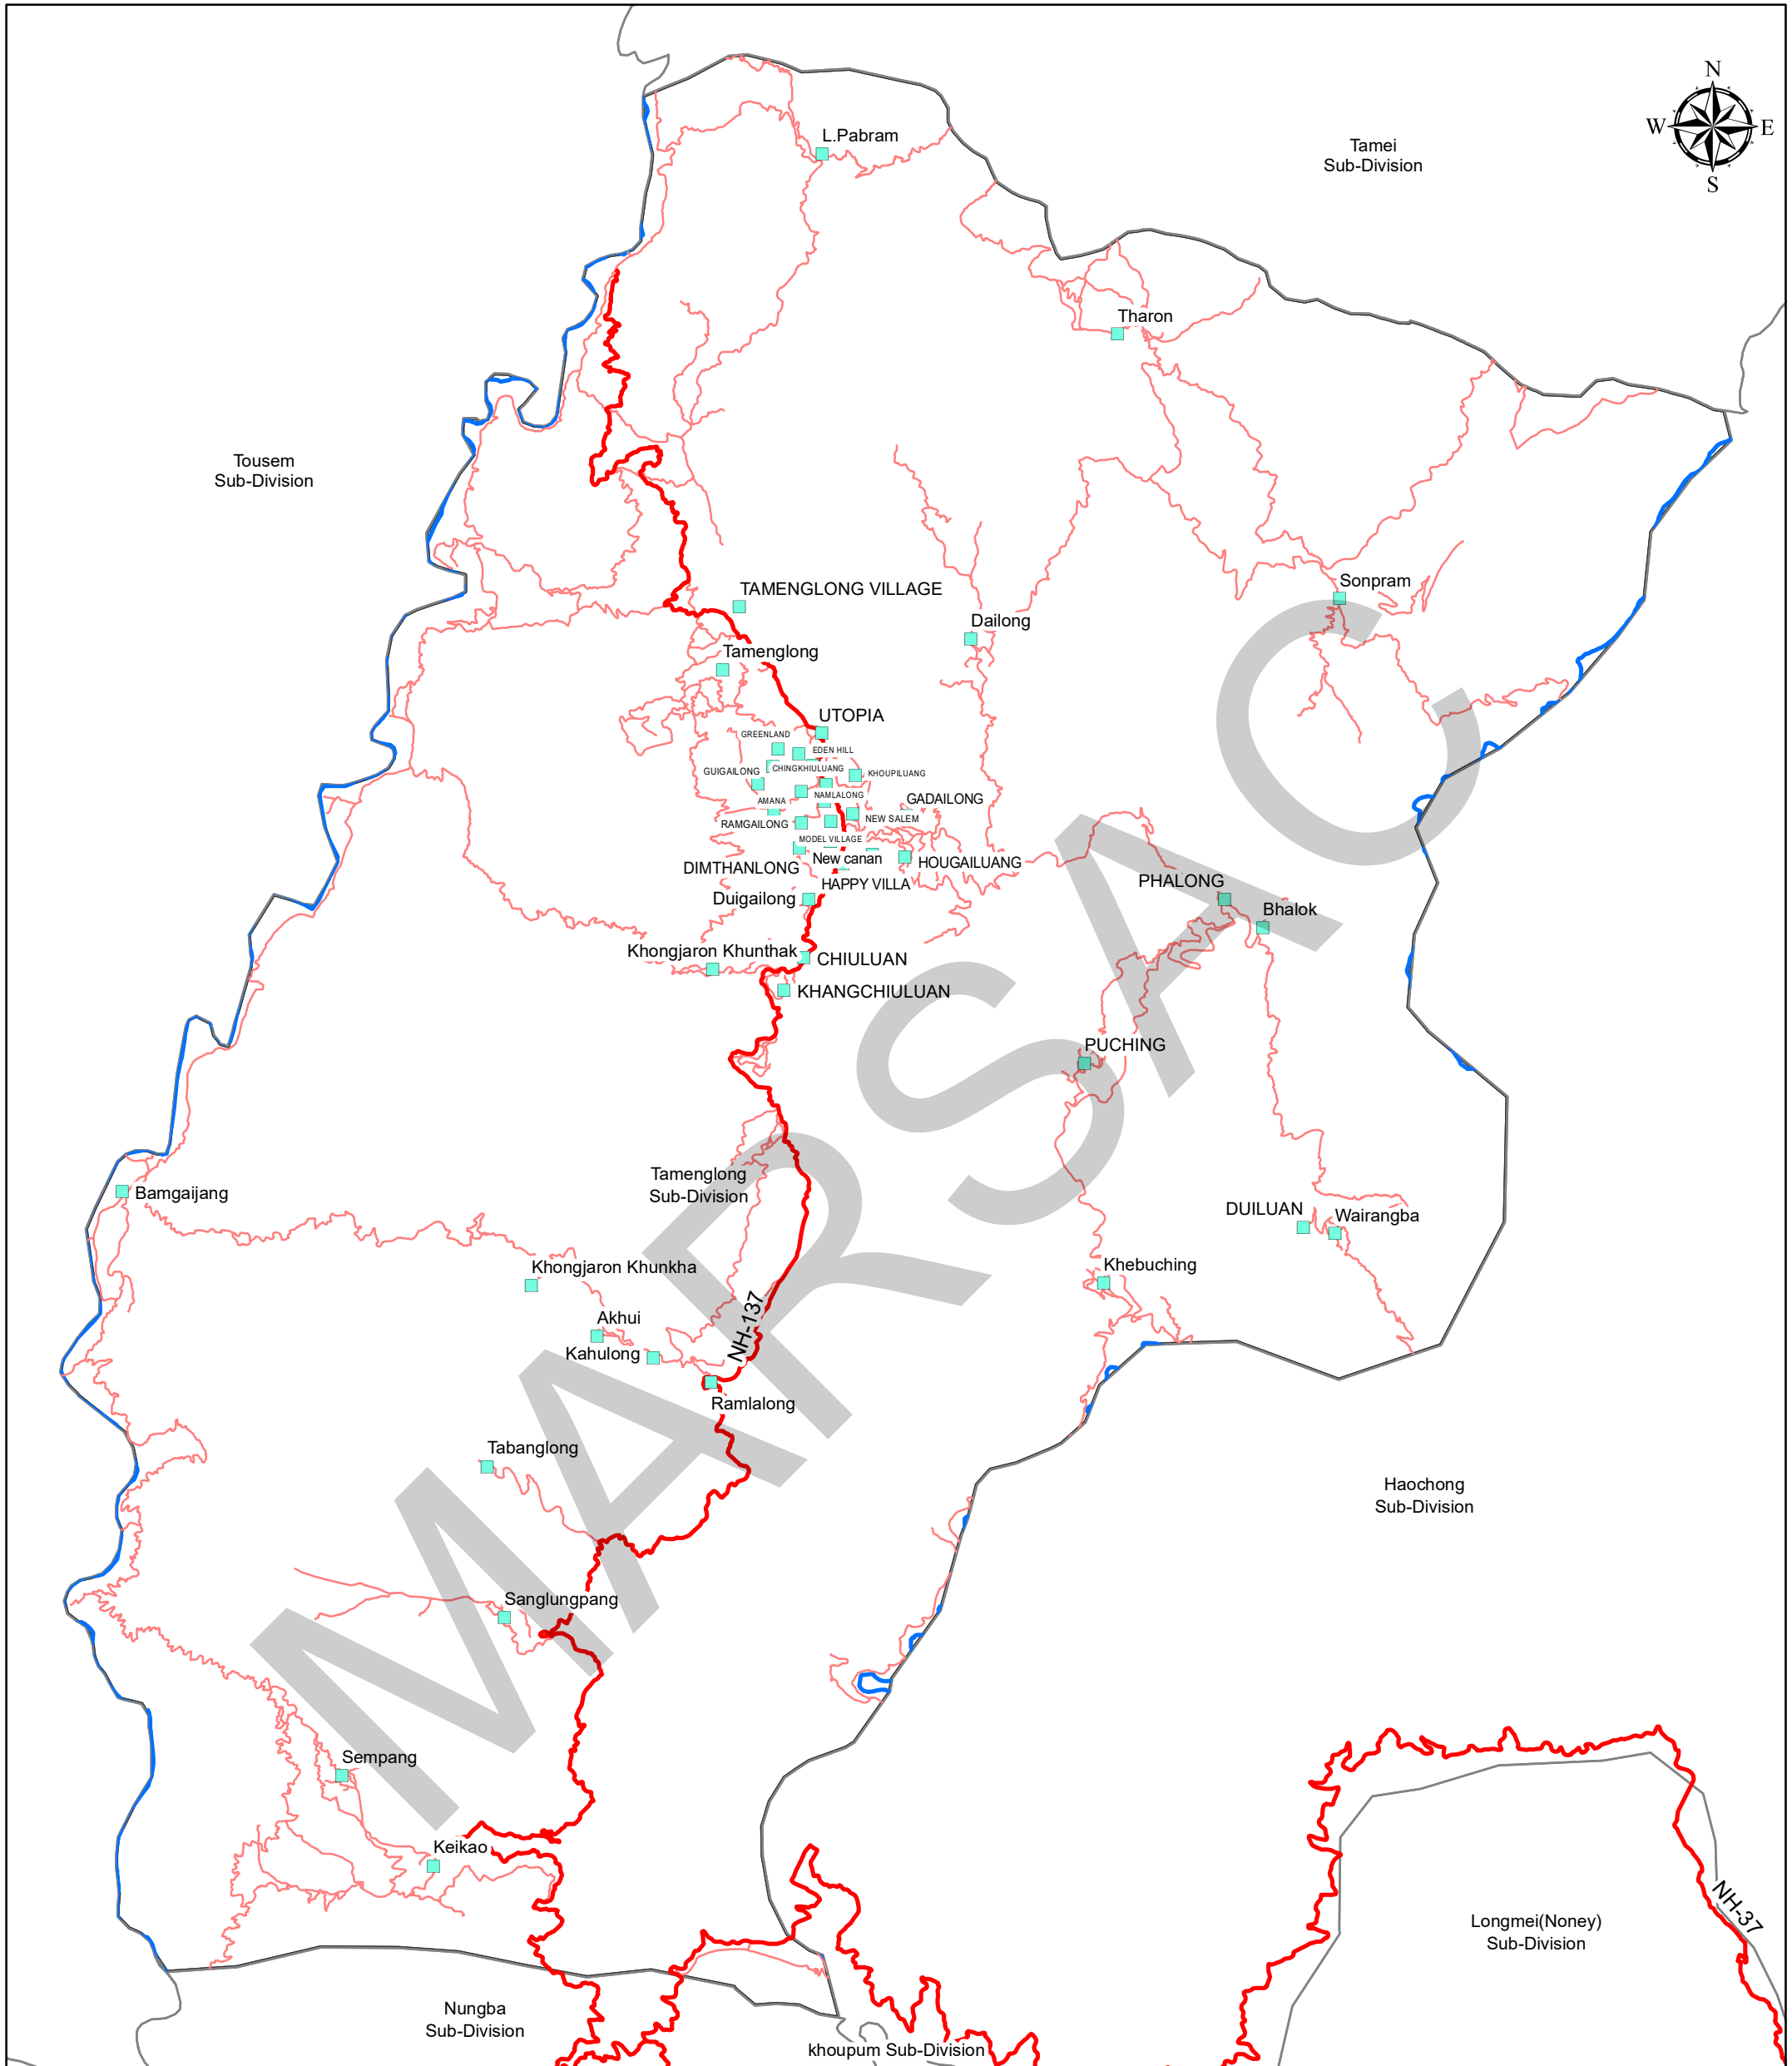 N
W
E
S
L.Pabram
Tamei
Sub-Division
Tharon
Tousem
Sub-Division
Sonpram
TAMENGLONG VILLAGE
Dailong
Tamenglong
UTOPIA
GREENLAND
EDEN HILL
GUIGAILONG
CHINGKHIULUANG
KHOUPILUANG
AMANA
NAMLALONG
GADAILONG
RAMGAILONG
NEW SALEM
MODEL VILLAGE
DIMTHANLONG
New canan
HOUGAILUANG
HAPPY VILLA
PHALONG
Duigailong
Bhalok
Khongjaron Khunthak
CHIULUAN
KHANGCHIULUAN
PUCHING
Tamenglong
Sub-Division
Bamgaijang
DUILUAN
Wairangba
Khongjaron Khunkha
Khebuching
Akhui
NH-137
Kahulong
Ramlalong
Tabanglong
Haochong
Sub-Division
Sanglungpang
Sempang
Keikao
NH-37
Longmei(Noney)
Sub-Division
Nungba
Sub-Division
khoupum Sub-Division
MARSAC